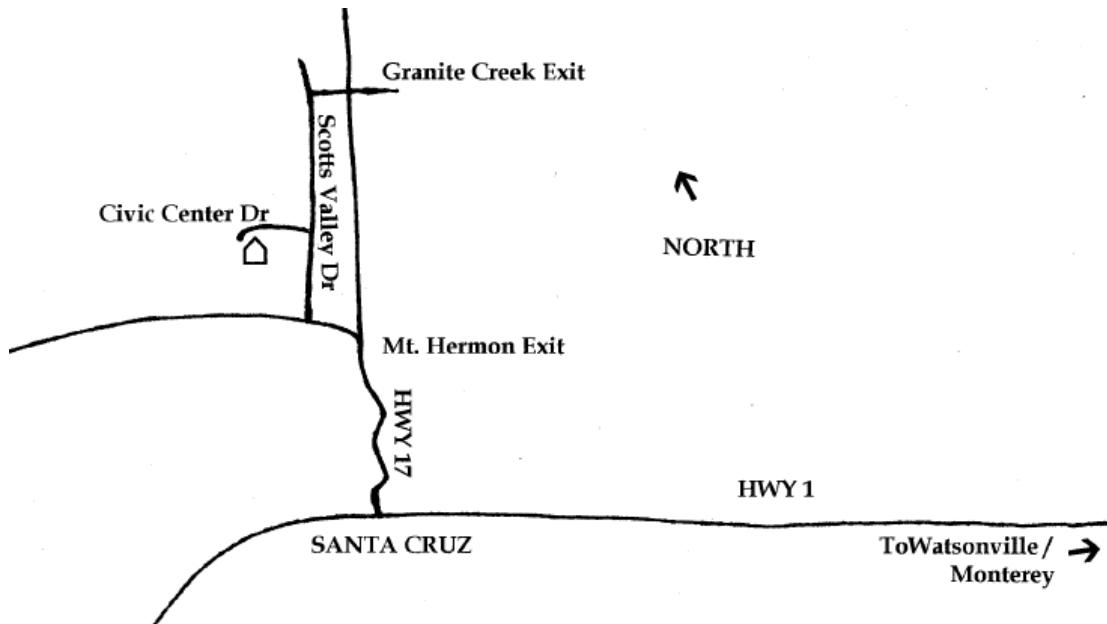 Granite Creek Exit
Scotts Valley Dr
Civic Center Dr
NORTH
Mt. Hermon Exit
HWY 17
HWY 1
SANTA CRUZ
ToWatsonville /
Monterey